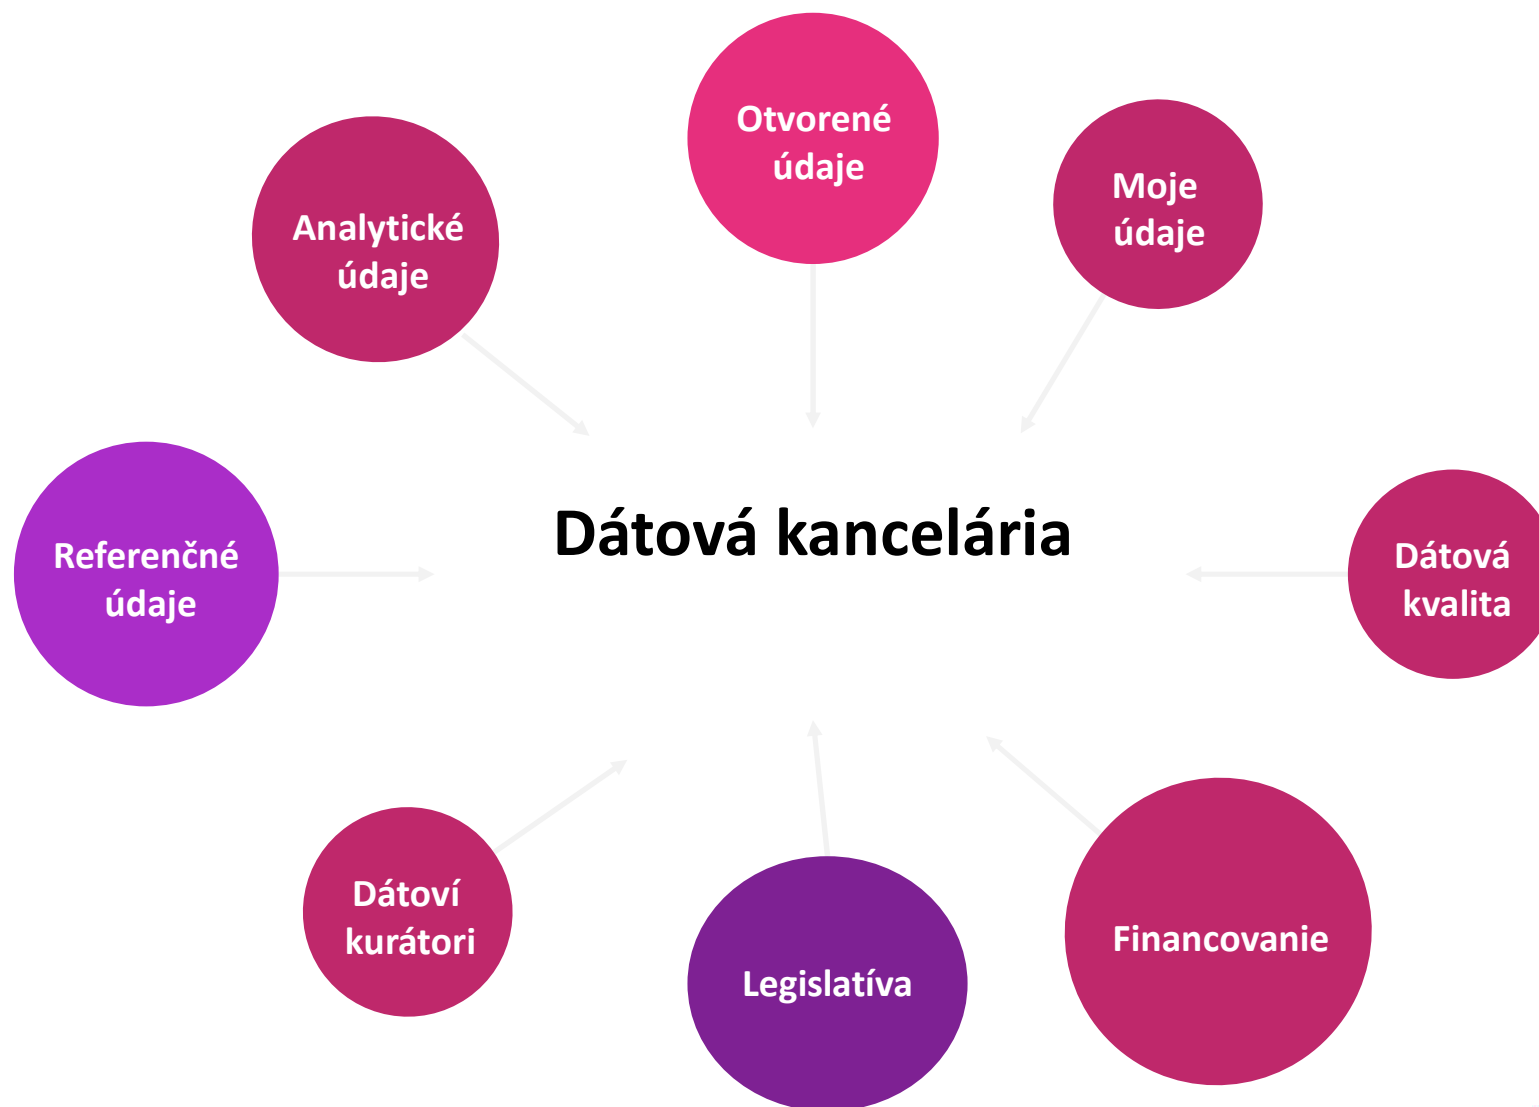 Otvorené
údaje
Moje
údaje
Analytické
údaje
Dátová kancelária
Referenčné
údaje
Dátová
kvalita
Dátoví
kurátori
Legislatíva
Financovanie